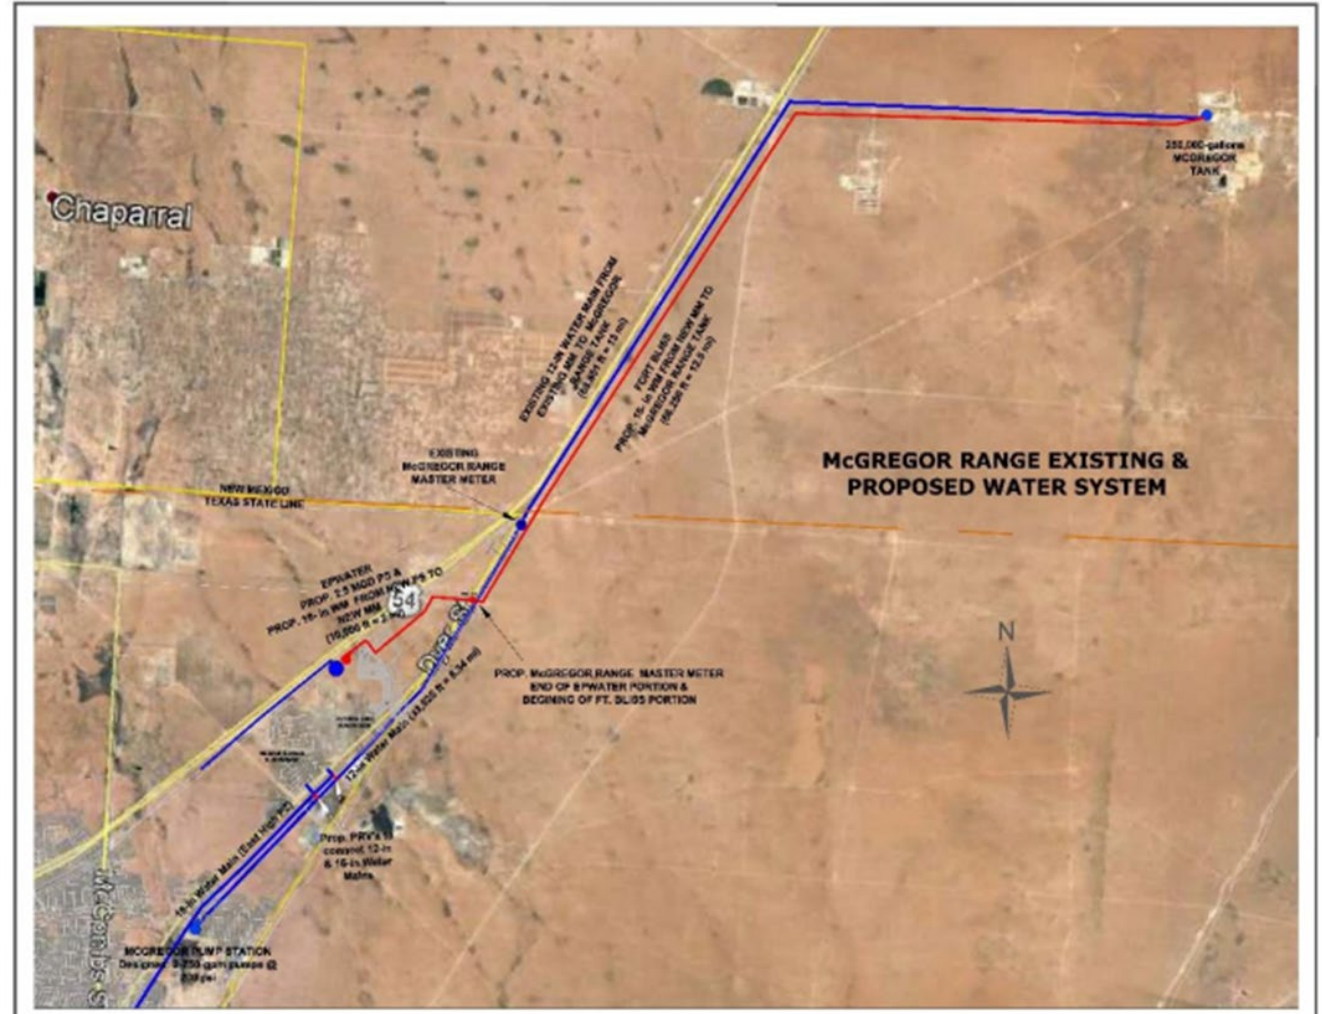 Chaparral
250,000-gallons
McGREGOR
TANK
EXISTING 12-IN WATER MAIN FROM
EXISTING MM TO McGREGOR
RANGE TANK
FORT BLISS
PROP. 16- in WM FROM NEW MM TO
McGREGOR RANGE TANK
EXISTING
McGREGOR RANGE
MASTER METER
McGREGOR RANGE EXISTING &
PROPOSED WATER SYSTEM
NEW MEXICO
TEXAS STATE LINE
EPWATER
PROP. 2.5 MGD PS &
PROP. 16- in WM FROM NEW PS TO
NEW MM
54
N
PROP. McGREGOR RANGE MASTER METER
END OF EPWATER PORTION &
BEGINING OF FT. BLISS PORTION
12-in Water Main
16-in Water Main (East High PZ)
Prop. PRV's
connect 12-in
& 16-in Water
Mains
McCombs S
MCGREGOR PUMP STATION